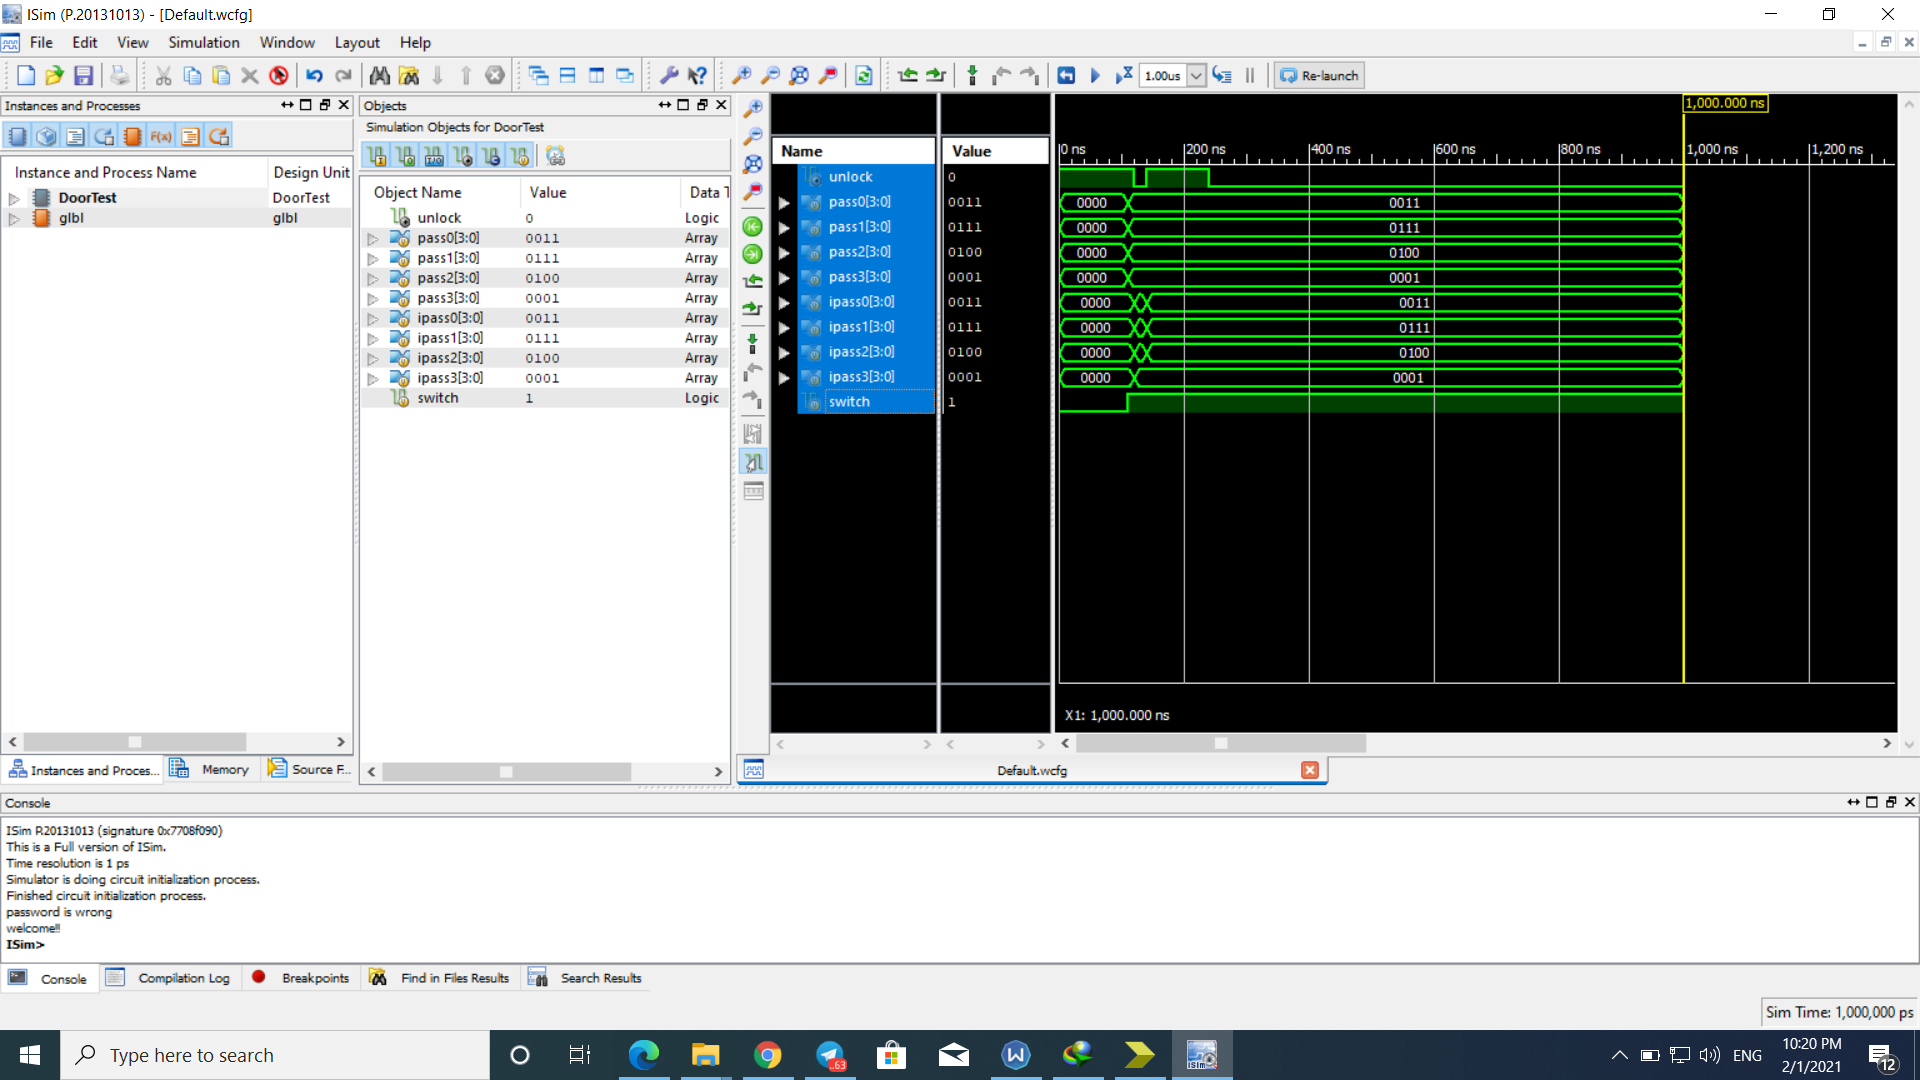 ISim (P.20131013) - [Default.wcfg]
File Edit View Simulation Window Layout Help
1.00us Re-launch
Instances and Processes
Instance and Process Name Design Unit
DoorTest DoorTest
glbl glbl
Instances and Proces... Memory Source F...
Objects
Simulation Objects for DoorTest
Object Name Value Data T
unlock 0 Logic
pass0[3:0] 0011 Array
pass1[3:0] 0111 Array
pass2[3:0] 0100 Array
pass3[3:0] 0001 Array
ipass0[3:0] 0011 Array
ipass1[3:0] 0111 Array
ipass2[3:0] 0100 Array
ipass3[3:0] 0001 Array
switch 1 Logic
1,000.000 ns
Name Value 0 ns 200 ns 400 ns 600 ns 800 ns 1,000 ns 1,200 ns
unlock 0
pass0[3:0] 0011 0000 0011
pass1[3:0] 0111 0000 0111
pass2[3:0] 0100 0000 0100
pass3[3:0] 0001 0000 0001
ipass0[3:0] 0011 0000 0011
ipass1[3:0] 0111 0000 0111
ipass2[3:0] 0100 0000 0100
ipass3[3:0] 0001 0000 0001
switch 1
X1: 1,000.000 ns
Default.wcfg
Console
ISim P.20131013 (signature 0x7708f090)
This is a Full version of ISim.
Time resolution is 1 ps
Simulator is doing circuit initialization process.
Finished circuit initialization process.
password is wrong
welcome!!
ISim>
Console Compilation Log Breakpoints Find in Files Results Search Results
Sim Time: 1,000,000 ps
Type here to search
ENG
10:20 PM
2/1/2021
12